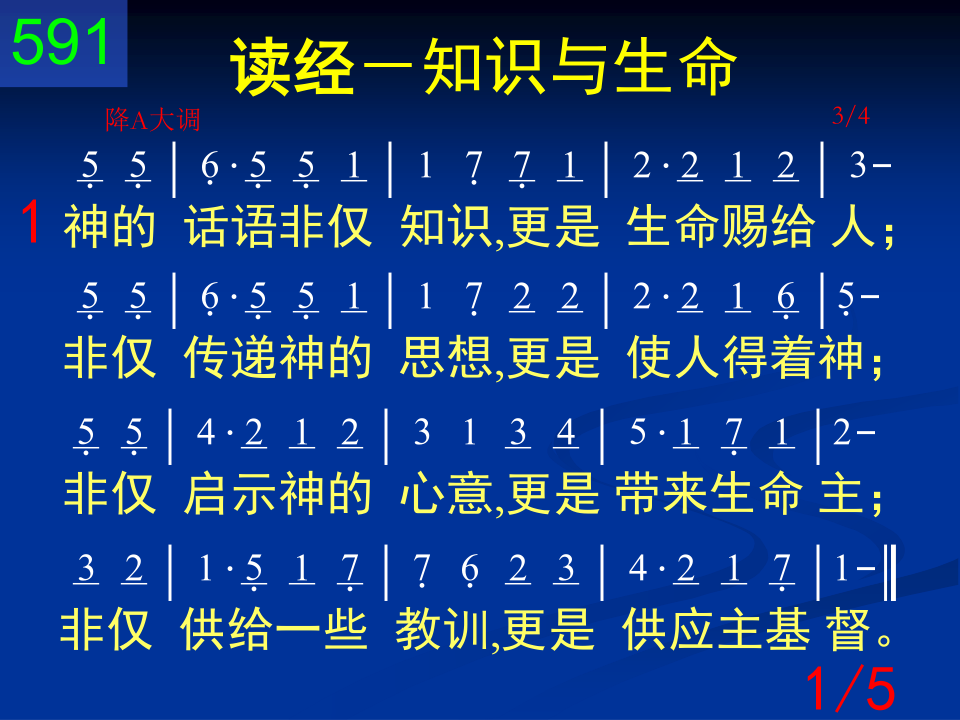 591
读经－知识与生命
降A大调
3/4
5̣ 5̣ | 6̣ · 5̣ 5̣ 1 | 1 7̣ 7̣ 1 | 2 · 2 1 2 | 3－
1 神的 话语非仅 知识,更是 生命赐给 人；
5̣ 5̣ | 6̣ · 5̣ 5̣ 1 | 1 7̣ 2 2 | 2 · 2 1 6̣ | 5̣－
非仅 传递神的 思想,更是 使人得着神；
5̣ 5̣ | 4 · 2 1 2 | 3 1 3 4 | 5 · 1 7̣ 1 | 2－
非仅 启示神的 心意,更是 带来生命 主；
3 2 | 1 · 5̣ 1 7̣ | 7̣ 6̣ 2 3 | 4 · 2 1 7̣ | 1－‖
非仅 供给一些 教训,更是 供应主基 督。
1/5